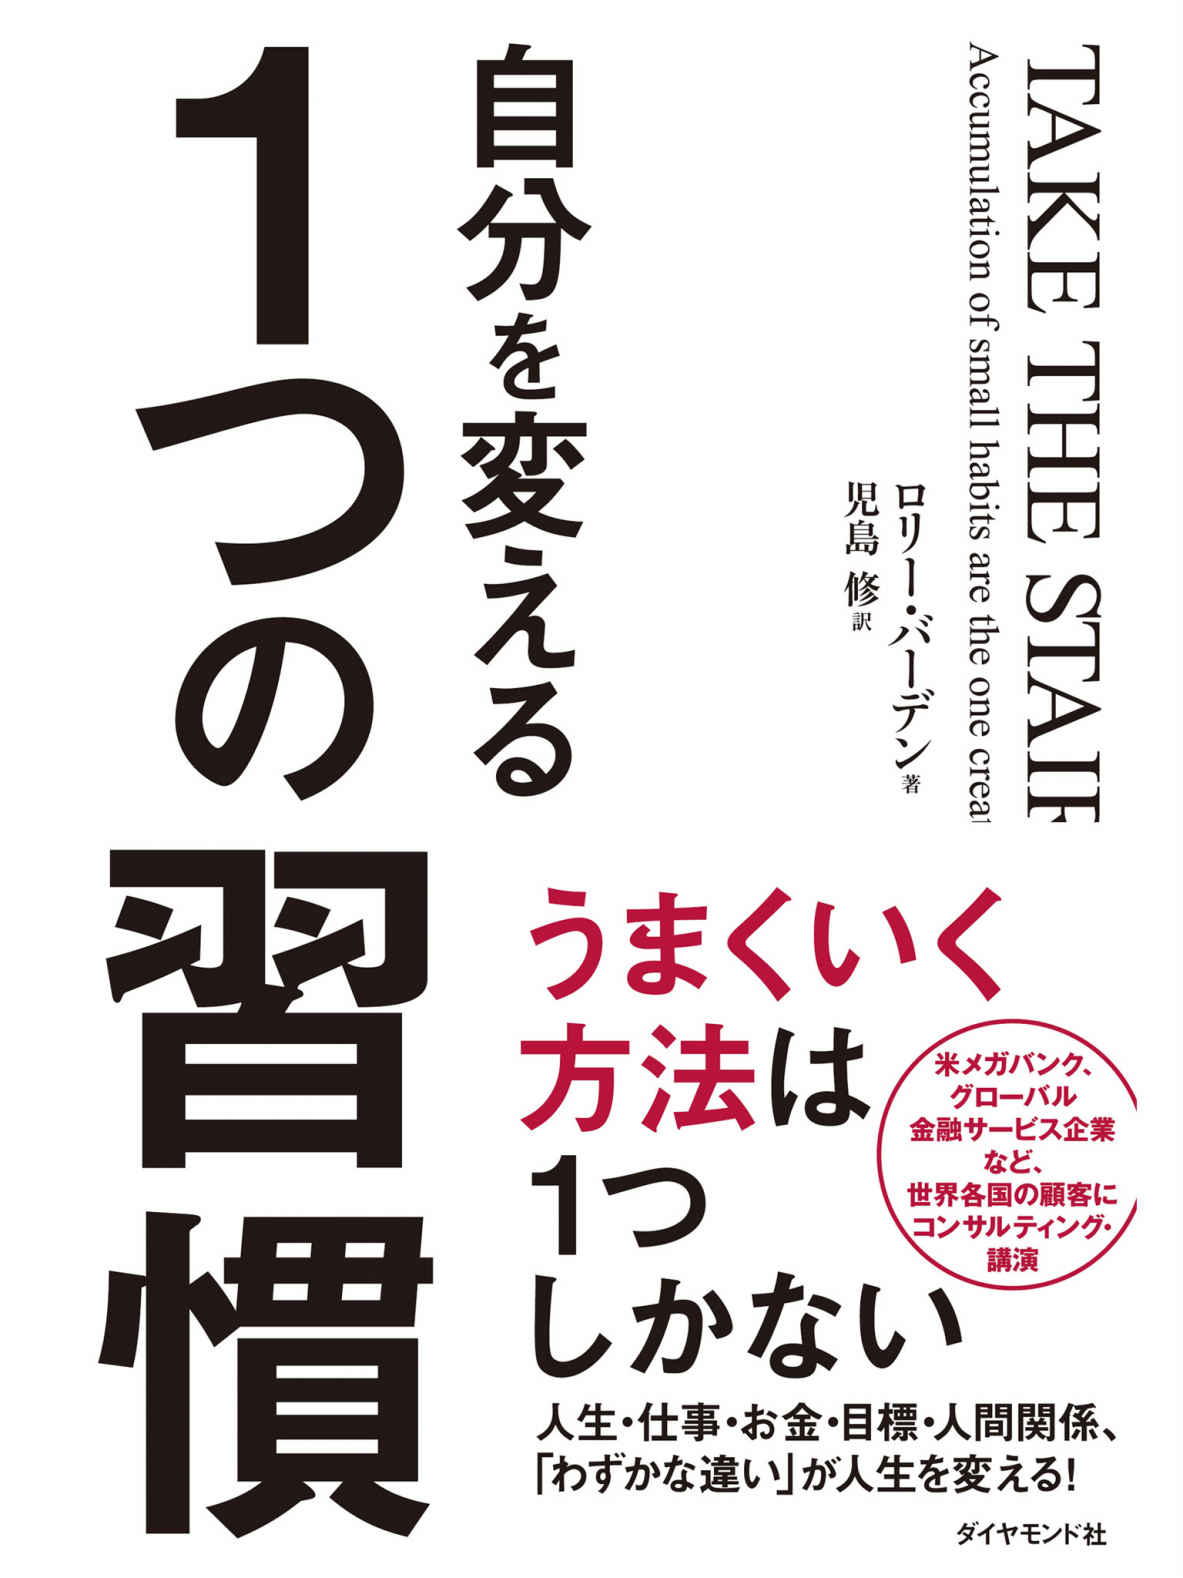 TAKE THE STAIR
Accumulation of small habits are the one creat
ロリー・バーデン 著
児島 修 訳
自分を変える
1つの習慣
うまくいく
方法は
1つ
しかない
米メガバンク、
グローバル
金融サービス企業
など、
世界各国の顧客に
コンサルティング・
講演
人生・仕事・お金・目標・人間関係、
「わずかな違い」が人生を変える!
ダイヤモンド社